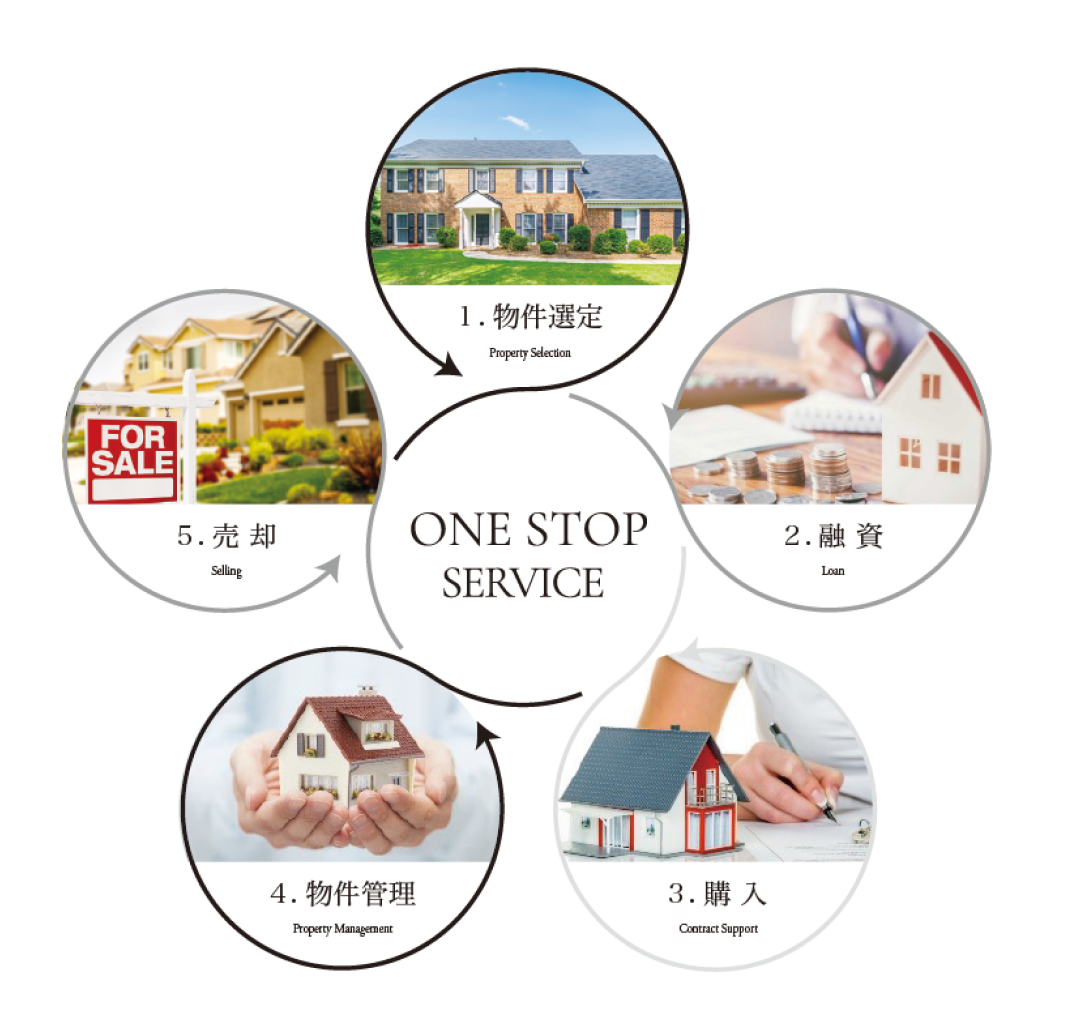 1.物件選定
Property Selection
2.融 資
Loan
3.購 入
Contract Support
4.物件管理
Property Management
5.売 却
Selling
FOR
SALE
ONE STOP
SERVICE